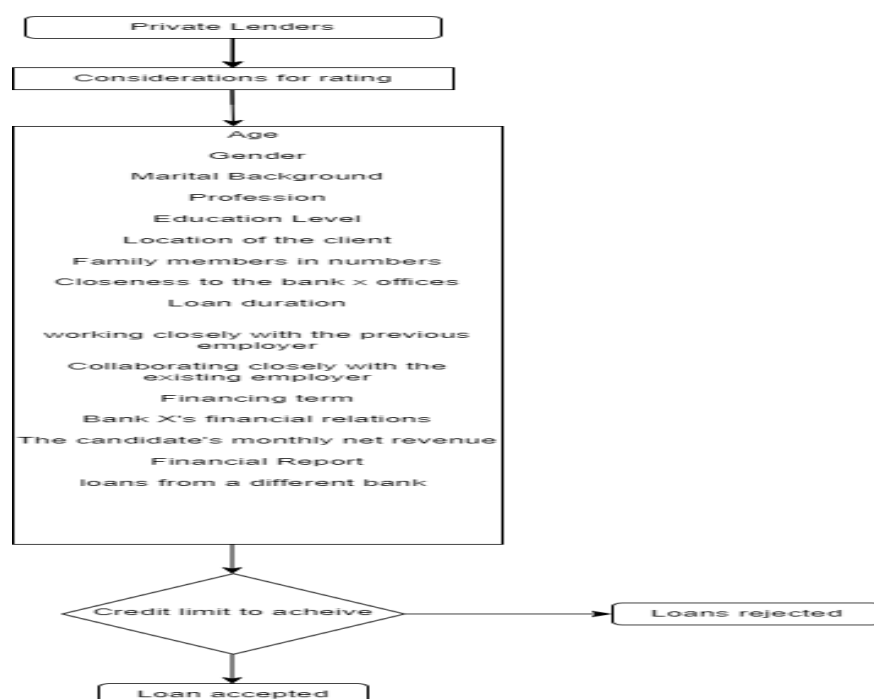 Private Lenders
Considerations for rating
Age
Gender
Marital Background
Profession
Education Level
Location of the client
Family members in numbers
Closeness to the bank x offices
Loan duration
working closely with the previous
employer
Collaborating closely with the
existing employer
Financing term
Bank X's financial relations
The candidate's monthly net revenue
Financial Report
loans from a different bank
Credit limit to acheive
Loans rejected
Loan accepted